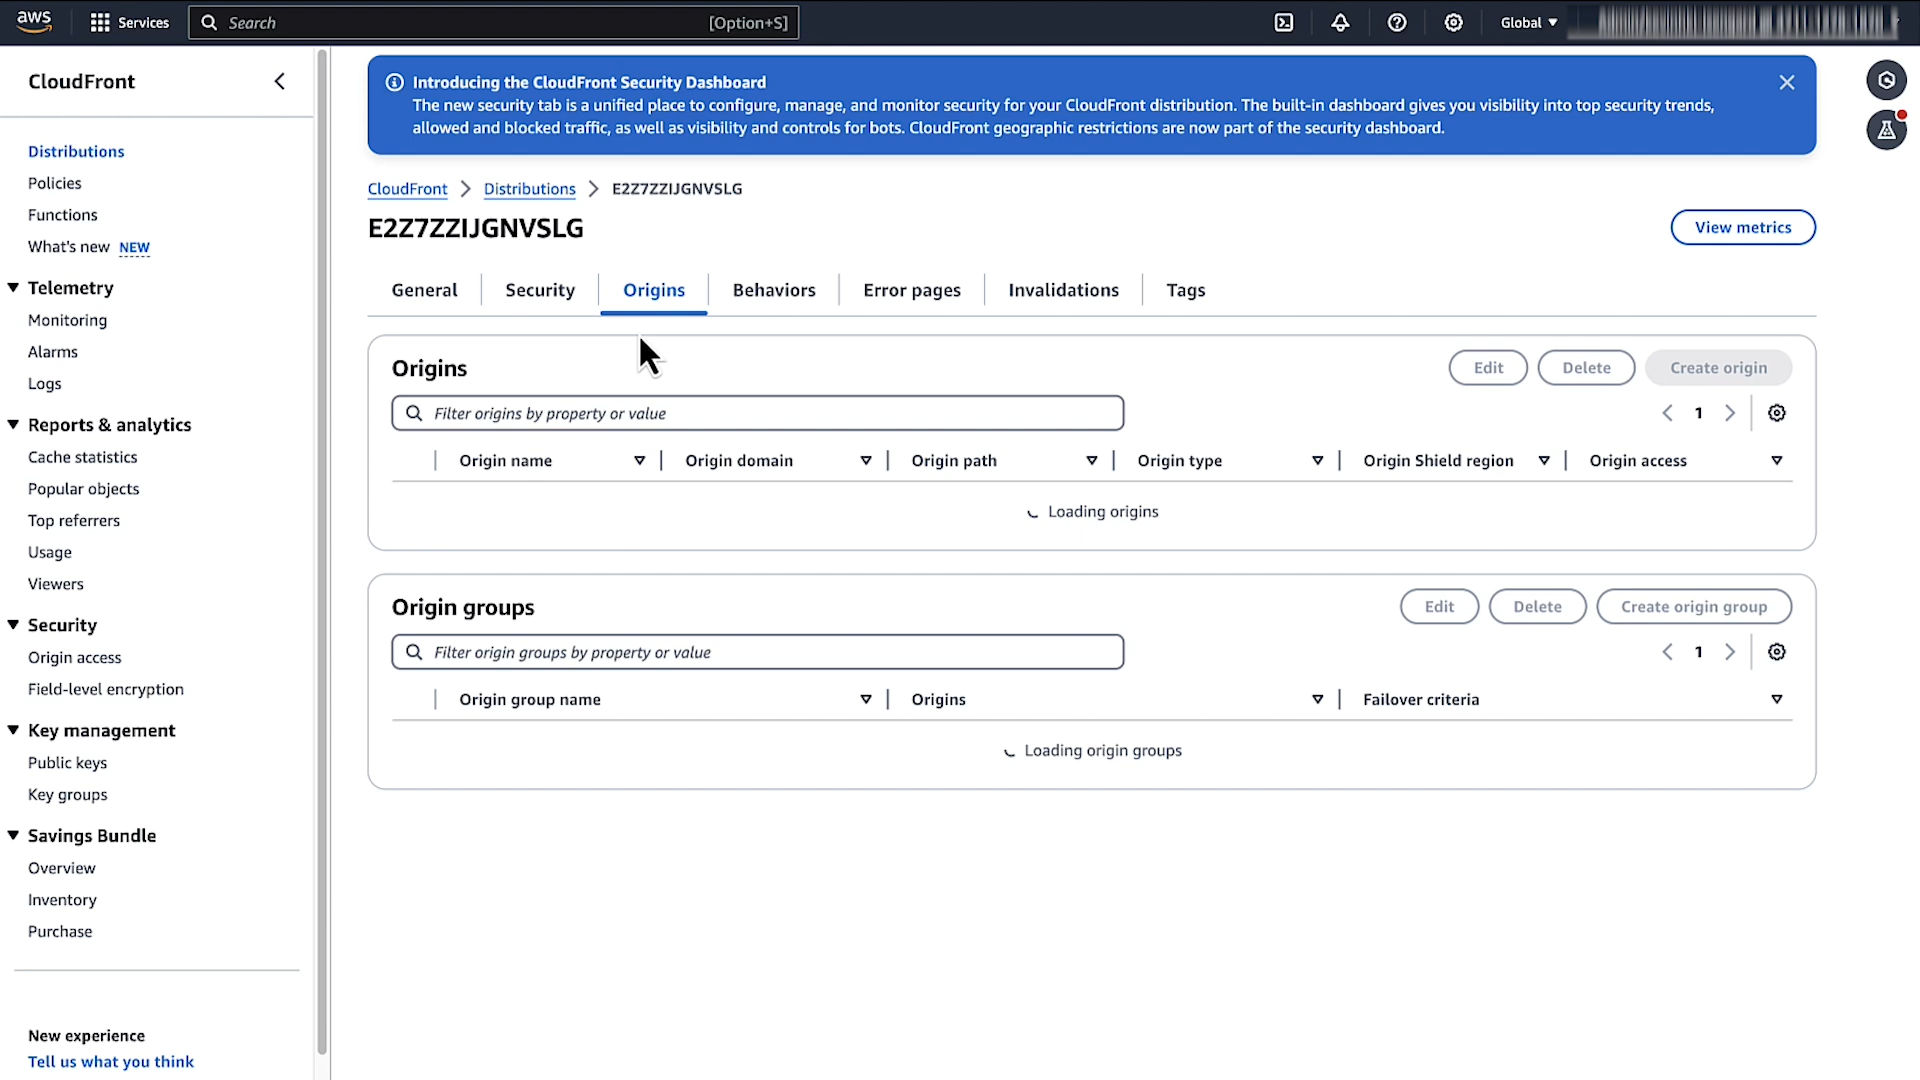 aws
Services
Search
[Option+S]
Global
CloudFront
Distributions
Policies
Functions
What's new NEW
Telemetry
Monitoring
Alarms
Logs
Reports & analytics
Cache statistics
Popular objects
Top referrers
Usage
Viewers
Security
Origin access
Field-level encryption
Key management
Public keys
Key groups
Savings Bundle
Overview
Inventory
Purchase
New experience
Tell us what you think
Introducing the CloudFront Security Dashboard
The new security tab is a unified place to configure, manage, and monitor security for your CloudFront distribution. The built-in dashboard gives you visibility into top security trends,
allowed and blocked traffic, as well as visibility and controls for bots. CloudFront geographic restrictions are now part of the security dashboard.
CloudFront Distributions E2Z7ZZIJGNVSLG
E2Z7ZZIJGNVSLG
View metrics
General Security Origins Behaviors Error pages Invalidations Tags
Origins
Edit Delete Create origin
Filter origins by property or value
1
Origin name Origin domain Origin path Origin type Origin Shield region Origin access
Loading origins
Origin groups
Edit Delete Create origin group
Filter origin groups by property or value
1
Origin group name Origins Failover criteria
Loading origin groups